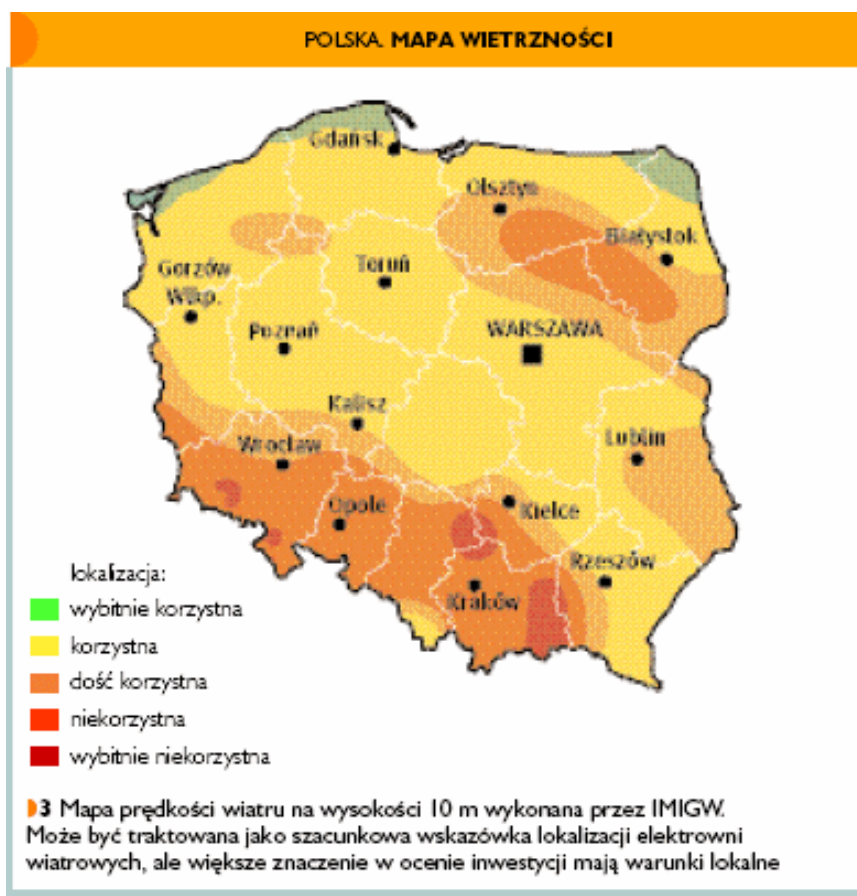 POLSKA. MAPA WIETRZNOŚCI
Gdańsk
Olsztyn
Białystok
Gorzów
Wlkp.
Toruń
Poznań
WARSZAWA
Kalisz
Wrocław
Lublin
Opole
Kielce
Rzeszów
Kraków
lokalizacja:
wybitnie korzystna
korzystna
dość korzystna
niekorzystna
wybitnie niekorzystna
3 Mapa prędkości wiatru na wysokości 10 m wykonana przez IMIGW.
Może być traktowana jako szacunkowa wskazówka lokalizacji elektrowni
wiatrowych, ale większe znaczenie w ocenie inwestycji mają warunki lokalne